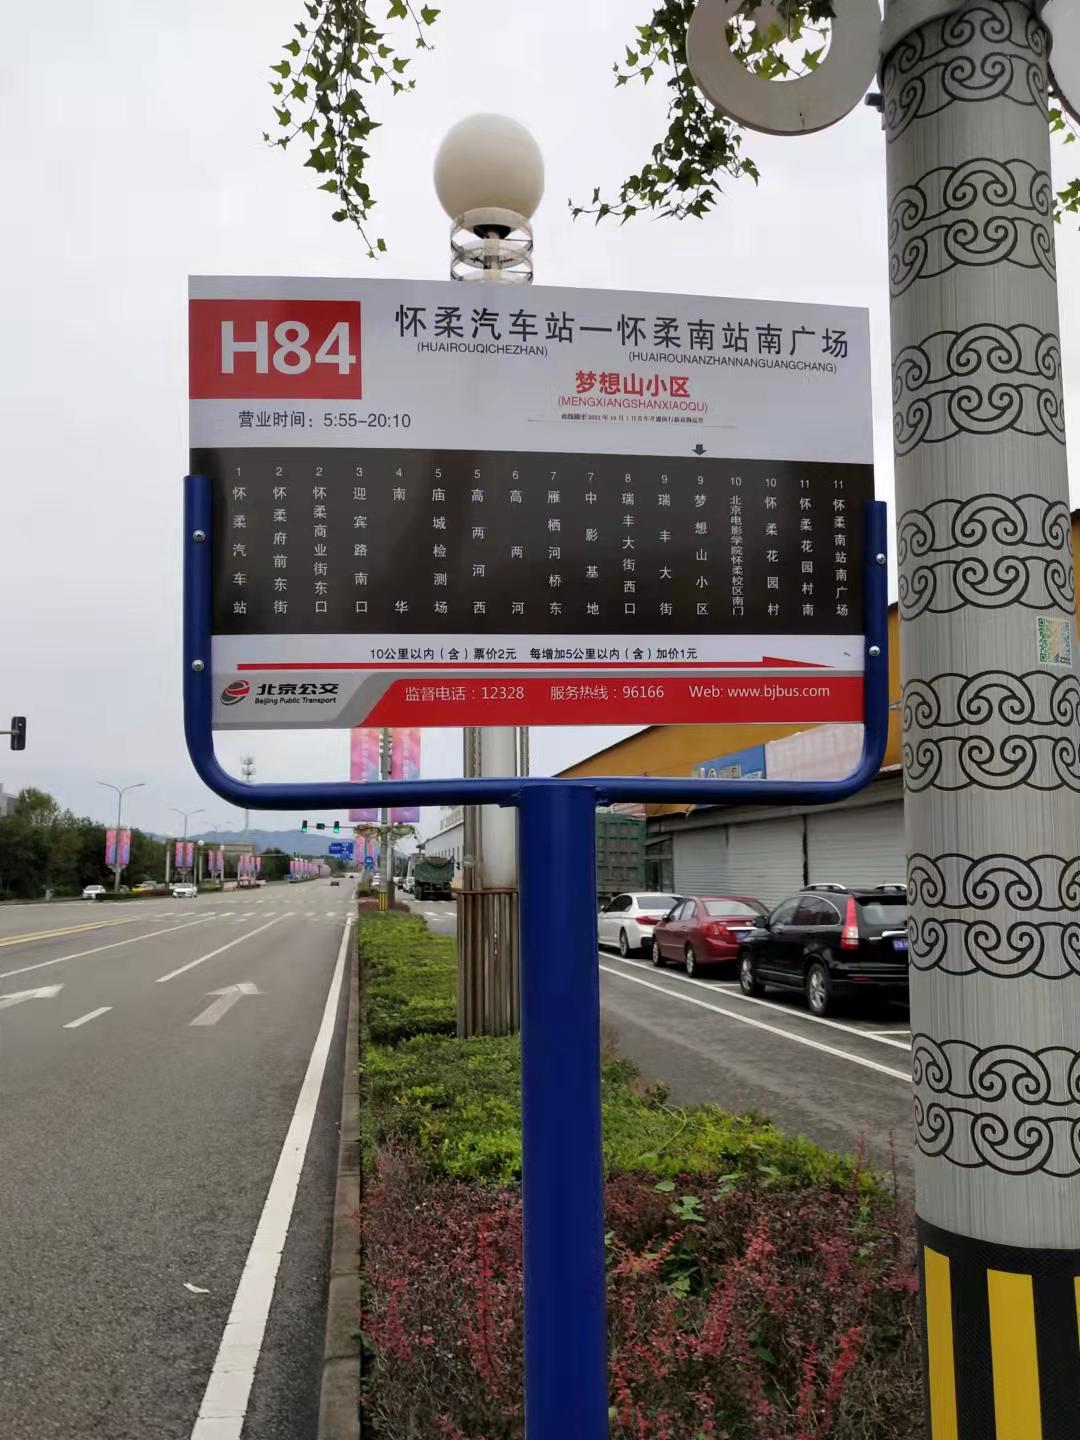 H84
怀柔汽车站—怀柔南站南广场
(HUAIROUQICHEZHAN)
(HUAIROUNANZHANNANGUANGCHANG)
梦想山小区
(MENGXIANGSHANXIAOQU)
营业时间：5:55-20:10
1 怀柔汽车站
2 怀柔府前东街
2 怀柔商业街东口
3 迎宾路南口
4 南华
5 庙城检测场
5 高两河西
6 高两河
7 雁栖河桥东
7 中影基地
8 瑞丰大街西口
9 瑞丰大街
9 梦想山小区
10 北京电影学院怀柔校区南门
10 怀柔花园村
11 怀柔花园村南
11 怀柔南站南广场
10公里以内（含）票价2元 每增加5公里以内（含）加价1元
北京公交
Beijing Public Transport
监督电话：12328 服务热线：96166 Web: www.bjbus.com